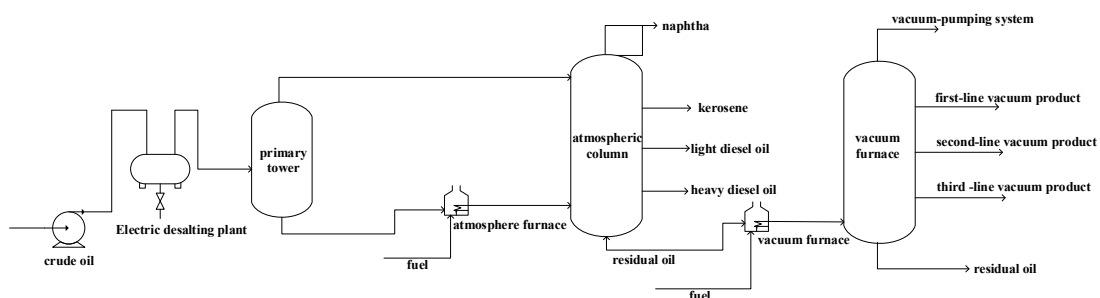 vacuum-pumping system
naphtha
first-line vacuum product
kerosene
atmospheric
column
vacuum
furnace
second-line vacuum product
light diesel oil
primary
tower
third -line vacuum product
heavy diesel oil
Electric desalting plant
atmosphere furnace
vacuum furnace
crude oil
fuel
residual oil
residual oil
fuel